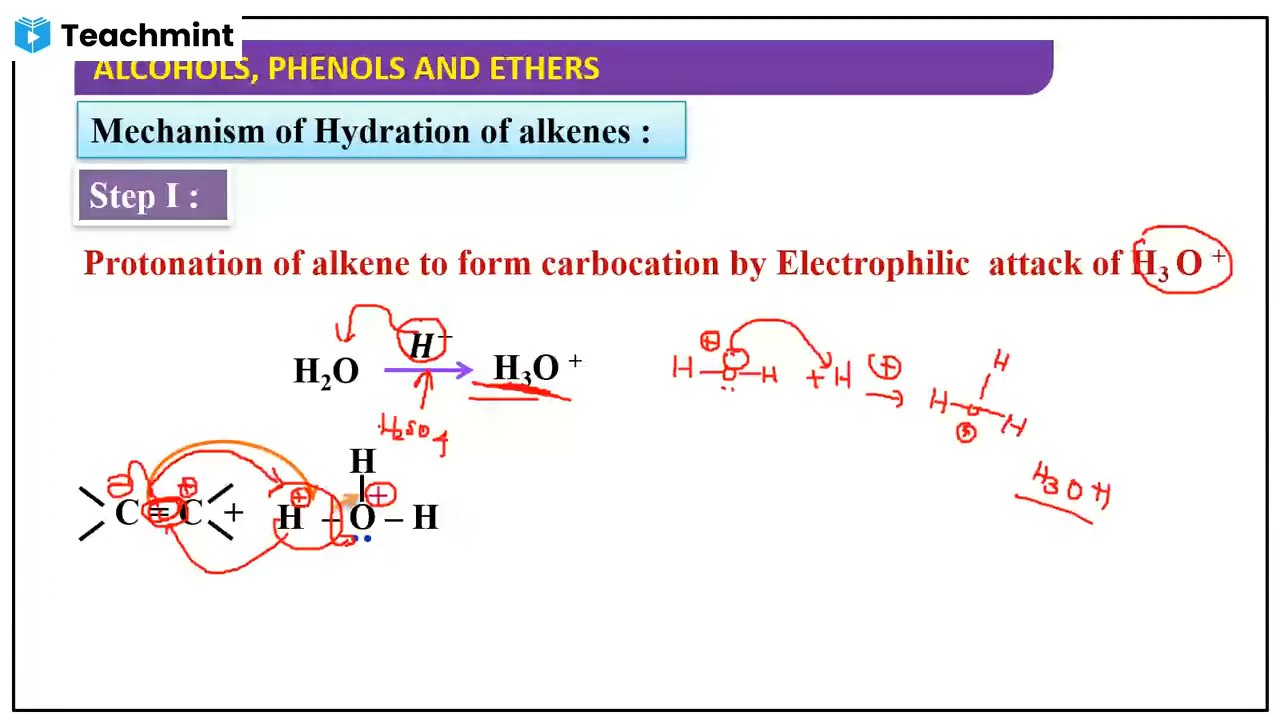 Teachmint
ALCOHOLS, PHENOLS AND ETHERS
Mechanism of Hydration of alkenes :
Step I :
Protonation of alkene to form carbocation by Electrophilic attack of H₃O⁺
H₂O H⁺ H₃O⁺
H₂SO₄
H–O–H + H⊕ → H–O–H
H
⊕
H₃O H
H
C = C + H – O – H